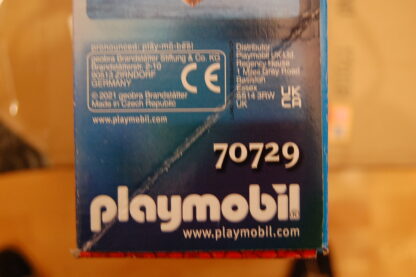 pronounced: play-mo-beel
geobra Brandstätter Stiftung & Co. KG
Brandstätterstr. 2-10
90513 ZIRNDORF
GERMANY
CE
© 2021 geobra Brandstätter
Made in Czech Republic
www.playmobil.com
Distributor
Playmobil UK Ltd.
Regency House
1 Miles Gray Road
Basildon
Essex
SS14 3RW
UK
UK
CA
70729
playmobil
www.playmobil.com